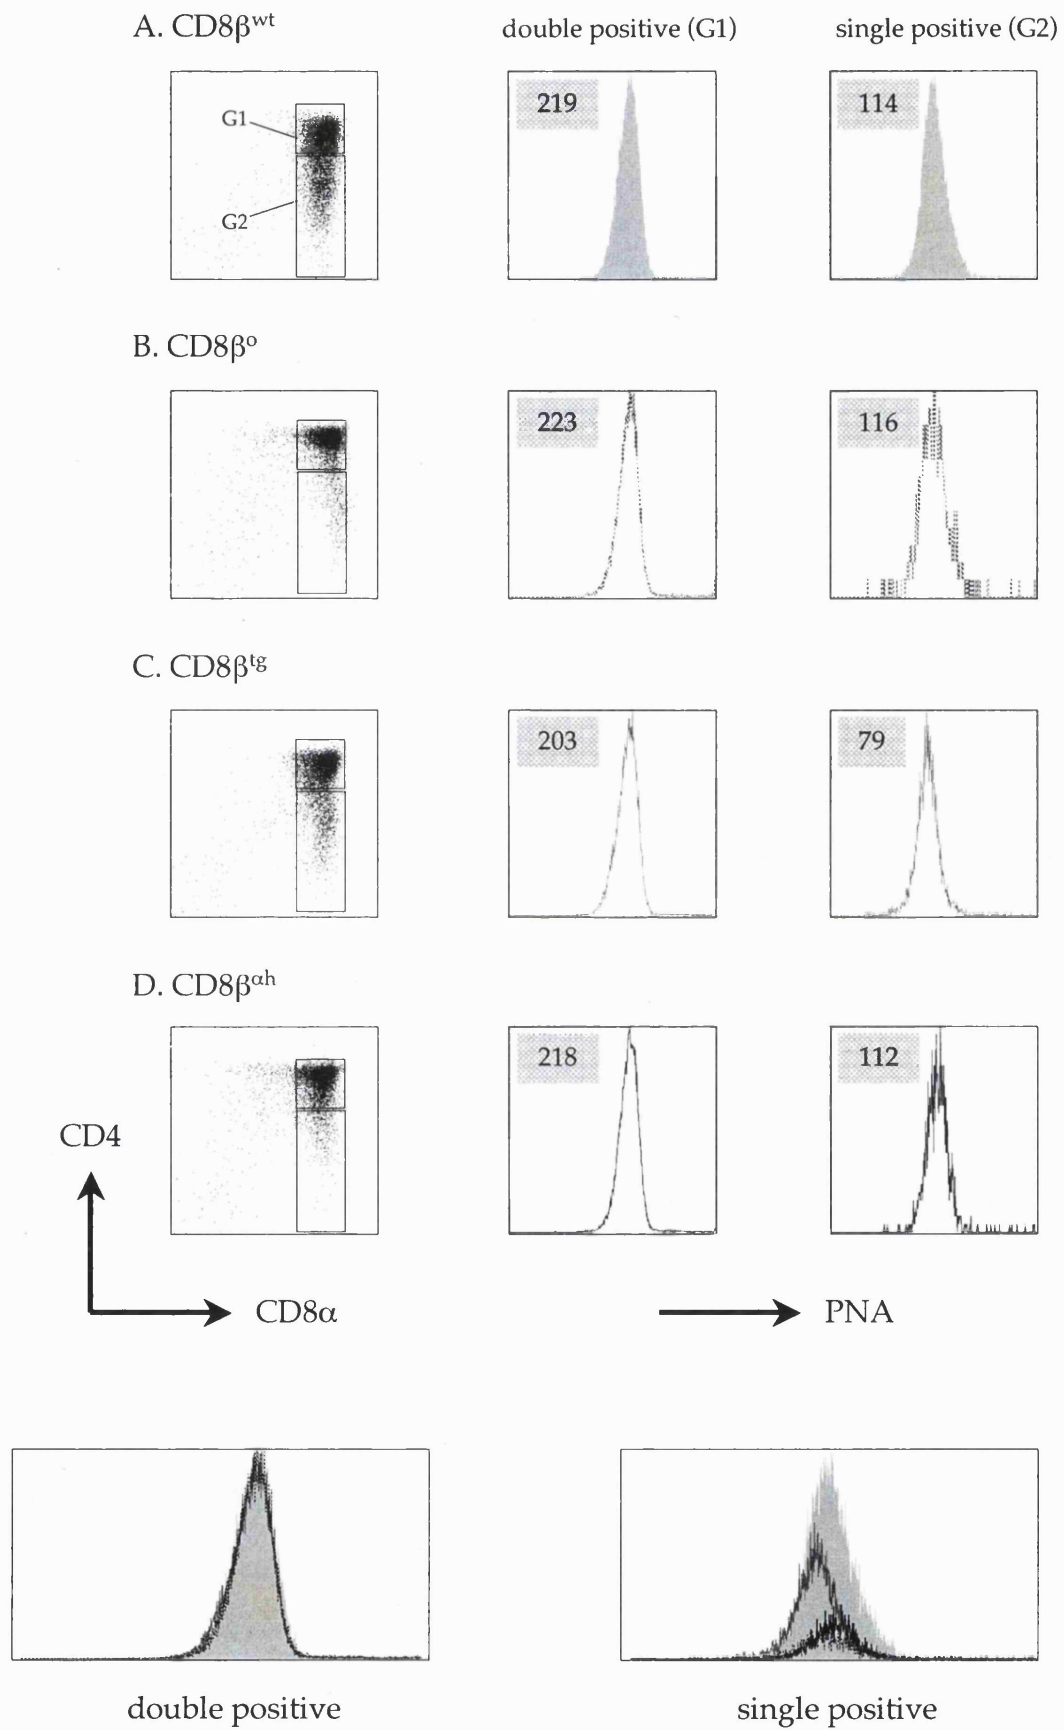 A. CD8βʷᵗ
double positive (G1)
single positive (G2)
G1
G2
219
114
B. CD8βᵒ
223
116
C. CD8βᵗᵍ
203
79
D. CD8βᵅʰ
218
112
CD4
CD8α
PNA
double positive
single positive